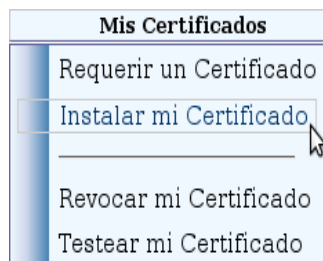 Mis Certificados
Requerir un Certificado
Instalar mi Certificado
Revocar mi Certificado
Testear mi Certificado